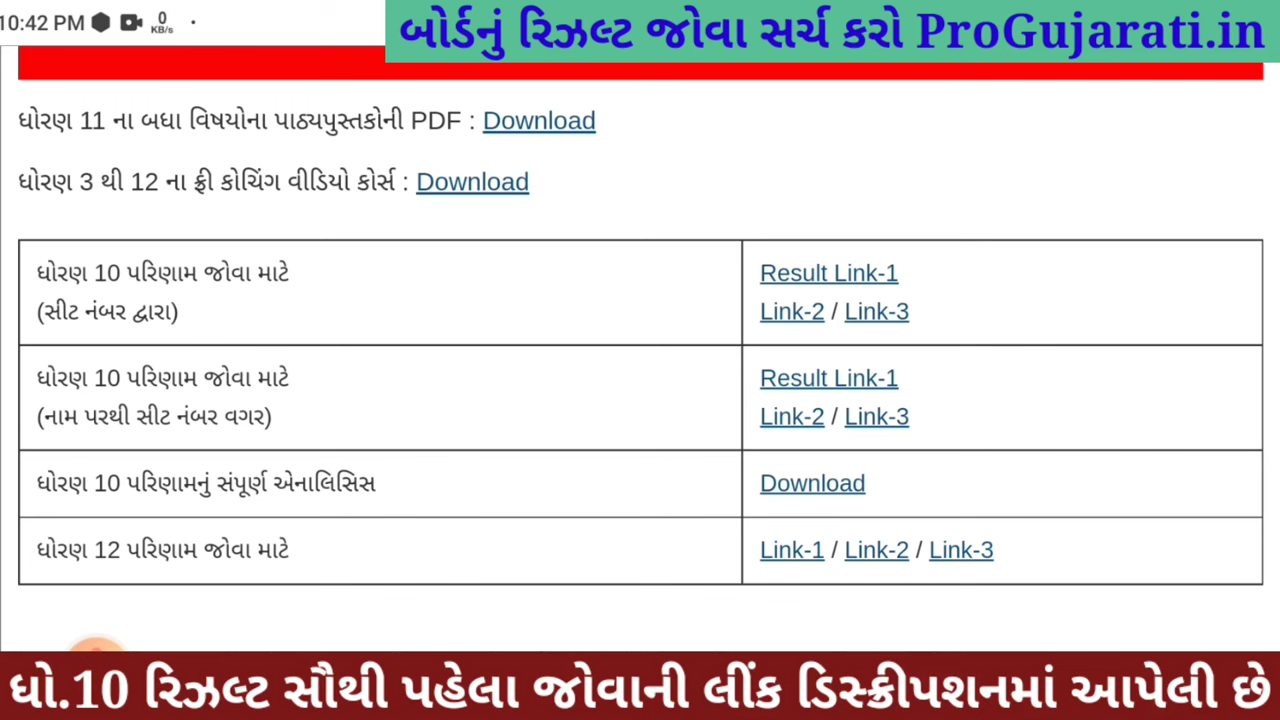 10:42 PM 0 KB/s
બોર્ડનું રિઝલ્ટ જોવા સર્ચ કરો ProGujarati.in
ધોરણ 11 ના બધા વિષયોના પાઠ્યપુસ્તકોની PDF : Download
ધોરણ 3 થી 12 ના ફ્રી કોચિંગ વીડિયો કોર્સ : Download
ધોરણ 10 પરિણામ જોવા માટે
(સીટ નંબર દ્વારા)
Result Link-1
Link-2 / Link-3
ધોરણ 10 પરિણામ જોવા માટે
(નામ પરથી સીટ નંબર વગર)
Result Link-1
Link-2 / Link-3
ધોરણ 10 પરિણામનું સંપૂર્ણ એનાલિસિસ
Download
ધોરણ 12 પરિણામ જોવા માટે
Link-1 / Link-2 / Link-3
ધો.10 રિઝલ્ટ સૌથી પહેલા જોવાની લીંક ડિસ્ક્રીપશનમાં આપેલી છે